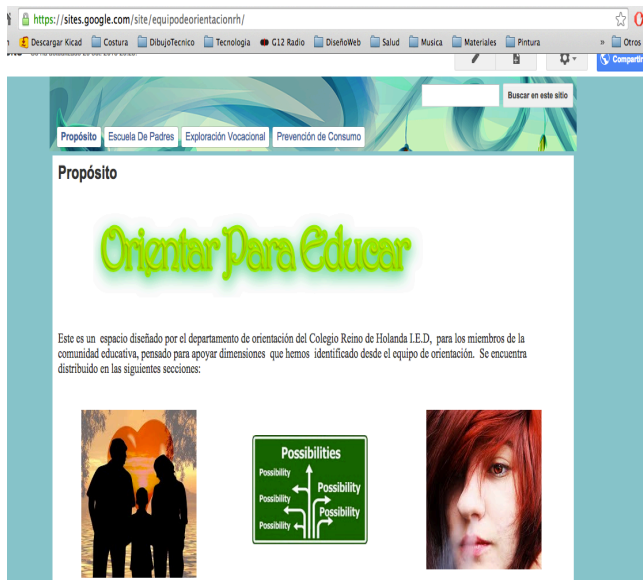 https://sites.google.com/site/equipodeorientacionrh/
Descargar Kicad Costura DibujoTecnico Tecnologia G12 Radio DiseñoWeb Salud Musica Materiales Pintura » Otros
Compartir
Buscar en este sitio
Propósito Escuela De Padres Exploración Vocacional Prevención de Consumo
Propósito
Orientar Para Educar
Este es un espacio diseñado por el departamento de orientación del Colegio Reino de Holanda I.E.D, para los miembros de la
comunidad educativa, pensado para apoyar dimensiones que hemos identificado desde el equipo de orientación. Se encuentra
distribuido en las siguientes secciones:
Possibilities
Possibility
Possibility
Possibility
Possibility
Possibility